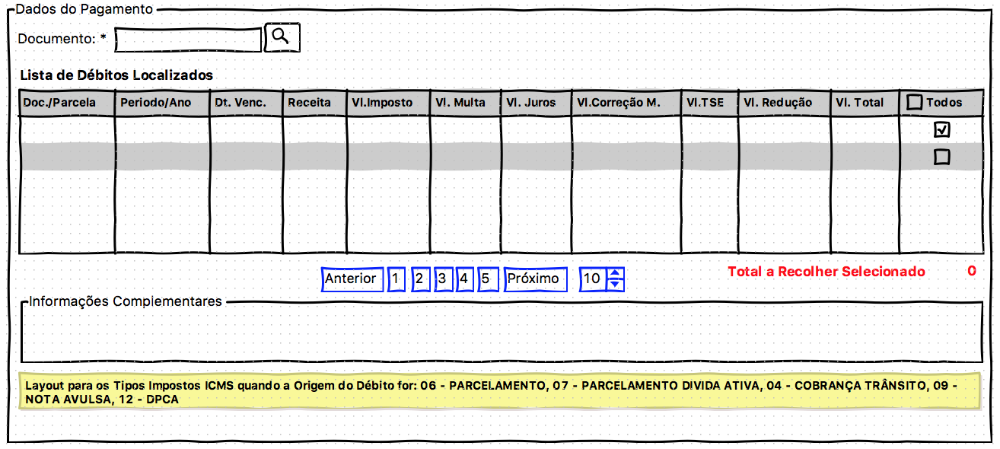 Dados do Pagamento
Documento: *
Lista de Débitos Localizados
Doc./Parcela Periodo/Ano Dt. Venc. Receita Vl.Imposto Vl. Multa Vl. Juros Vl.Correção M. Vl.TSE Vl. Redução Vl. Total Todos
Anterior 1 2 3 4 5 Próximo 10 Total a Recolher Selecionado 0
Informações Complementares
Layout para os Tipos Impostos ICMS quando a Origem do Débito for: 06 - PARCELAMENTO, 07 - PARCELAMENTO DIVIDA ATIVA, 04 - COBRANÇA TRÂNSITO, 09 -
NOTA AVULSA, 12 - DPCA